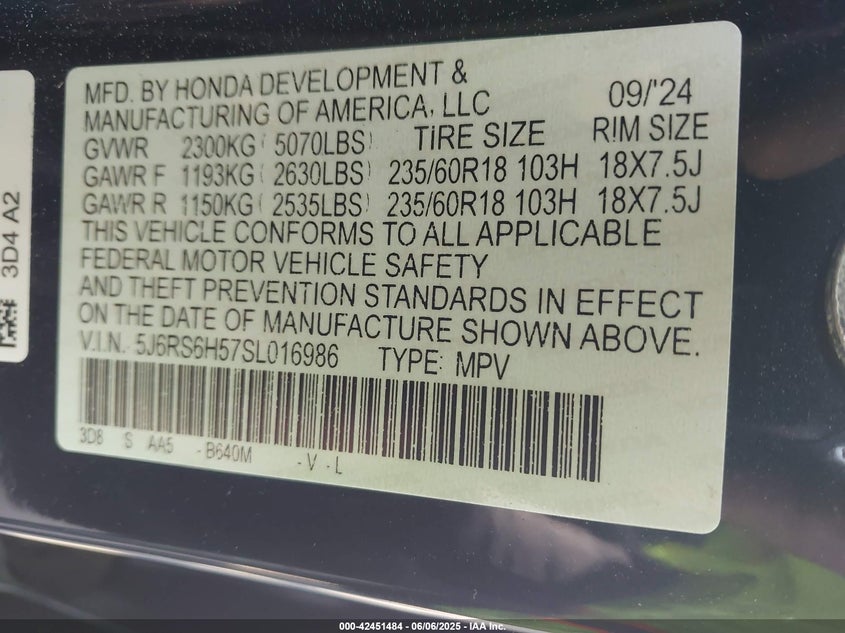 MFD. BY HONDA DEVELOPMENT &
MANUFACTURING OF AMERICA, LLC 09/'24
GVWR 2300KG ( 5070LBS) TIRE SIZE RIM SIZE
GAWR F 1193KG ( 2630LBS) 235/60R18 103H 18X7.5J
GAWR R 1150KG ( 2535LBS) 235/60R18 103H 18X7.5J
THIS VEHICLE CONFORMS TO ALL APPLICABLE
FEDERAL MOTOR VEHICLE SAFETY
AND THEFT PREVENTION STANDARDS IN EFFECT
ON THE DATE OF MANUFACTURE SHOWN ABOVE.
V.I.N. 5J6RS6H57SL016986 TYPE: MPV
3D8 S AA5 - B640M - V - L
3D4 A2
000-42451484 - 06/06/2025 - IAA Inc.